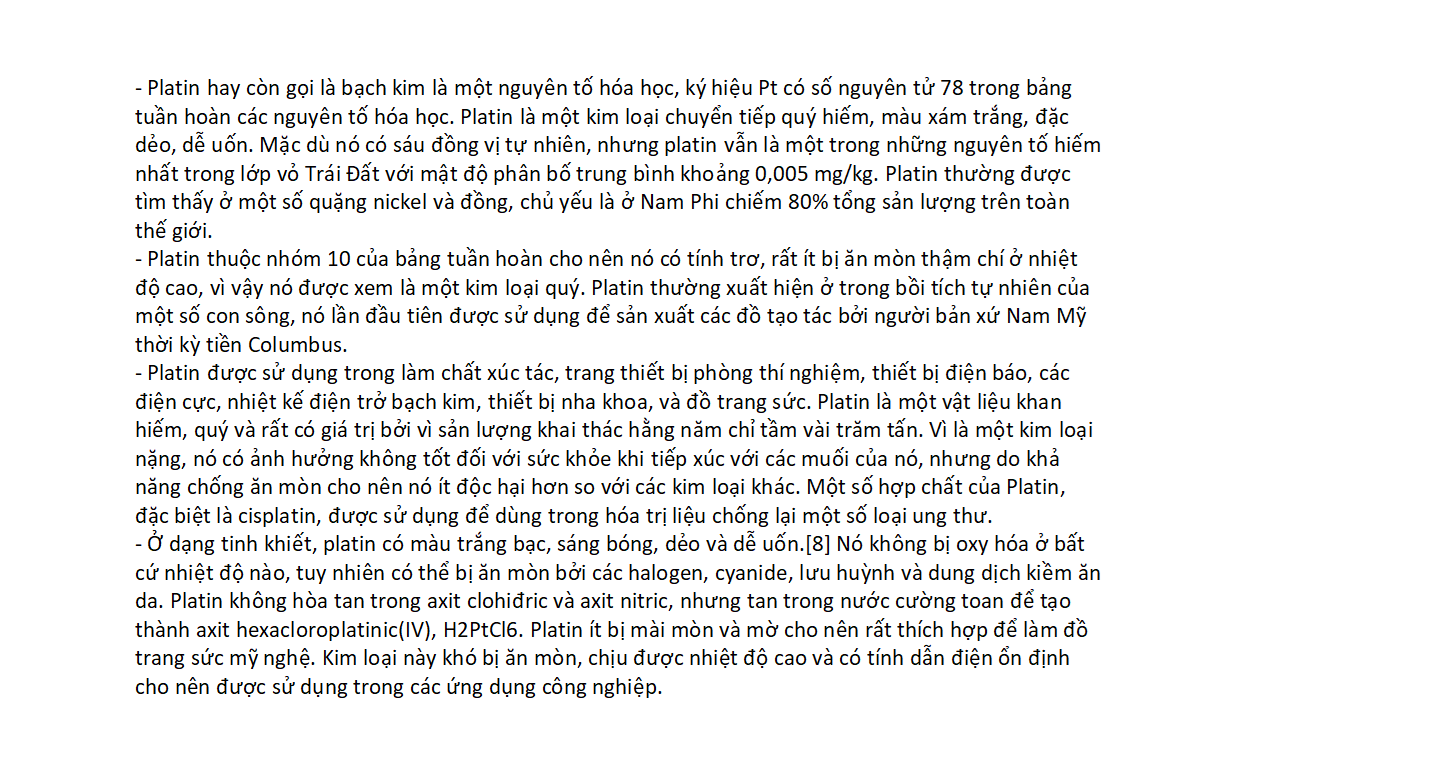 - Platin hay còn gọi là bạch kim là một nguyên tố hóa học, ký hiệu Pt có số nguyên tử 78 trong bảng
tuần hoàn các nguyên tố hóa học. Platin là một kim loại chuyển tiếp quý hiếm, màu xám trắng, đặc
dẻo, dễ uốn. Mặc dù nó có sáu đồng vị tự nhiên, nhưng platin vẫn là một trong những nguyên tố hiếm
nhất trong lớp vỏ Trái Đất với mật độ phân bố trung bình khoảng 0,005 mg/kg. Platin thường được
tìm thấy ở một số quặng nickel và đồng, chủ yếu là ở Nam Phi chiếm 80% tổng sản lượng trên toàn
thế giới.
- Platin thuộc nhóm 10 của bảng tuần hoàn cho nên nó có tính trơ, rất ít bị ăn mòn thậm chí ở nhiệt
độ cao, vì vậy nó được xem là một kim loại quý. Platin thường xuất hiện ở trong bồi tích tự nhiên của
một số con sông, nó lần đầu tiên được sử dụng để sản xuất các đồ tạo tác bởi người bản xứ Nam Mỹ
thời kỳ tiền Columbus.
- Platin được sử dụng trong làm chất xúc tác, trang thiết bị phòng thí nghiệm, thiết bị điện báo, các
điện cực, nhiệt kế điện trở bạch kim, thiết bị nha khoa, và đồ trang sức. Platin là một vật liệu khan
hiếm, quý và rất có giá trị bởi vì sản lượng khai thác hằng năm chỉ tầm vài trăm tấn. Vì là một kim loại
nặng, nó có ảnh hưởng không tốt đối với sức khỏe khi tiếp xúc với các muối của nó, nhưng do khả
năng chống ăn mòn cho nên nó ít độc hại hơn so với các kim loại khác. Một số hợp chất của Platin,
đặc biệt là cisplatin, được sử dụng để dùng trong hóa trị liệu chống lại một số loại ung thư.
- Ở dạng tinh khiết, platin có màu trắng bạc, sáng bóng, dẻo và dễ uốn.[8] Nó không bị oxy hóa ở bất
cứ nhiệt độ nào, tuy nhiên có thể bị ăn mòn bởi các halogen, cyanide, lưu huỳnh và dung dịch kiềm ăn
da. Platin không hòa tan trong axit clohiđric và axit nitric, nhưng tan trong nước cường toan để tạo
thành axit hexacloroplatinic(IV), H2PtCl6. Platin ít bị mài mòn và mờ cho nên rất thích hợp để làm đồ
trang sức mỹ nghệ. Kim loại này khó bị ăn mòn, chịu được nhiệt độ cao và có tính dẫn điện ổn định
cho nên được sử dụng trong các ứng dụng công nghiệp.